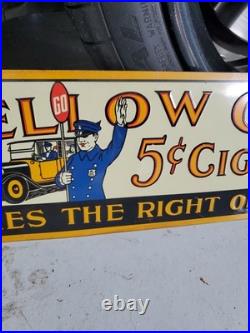 ELLOW C
GO
5¢ CIG
ES THE RIGHT Q